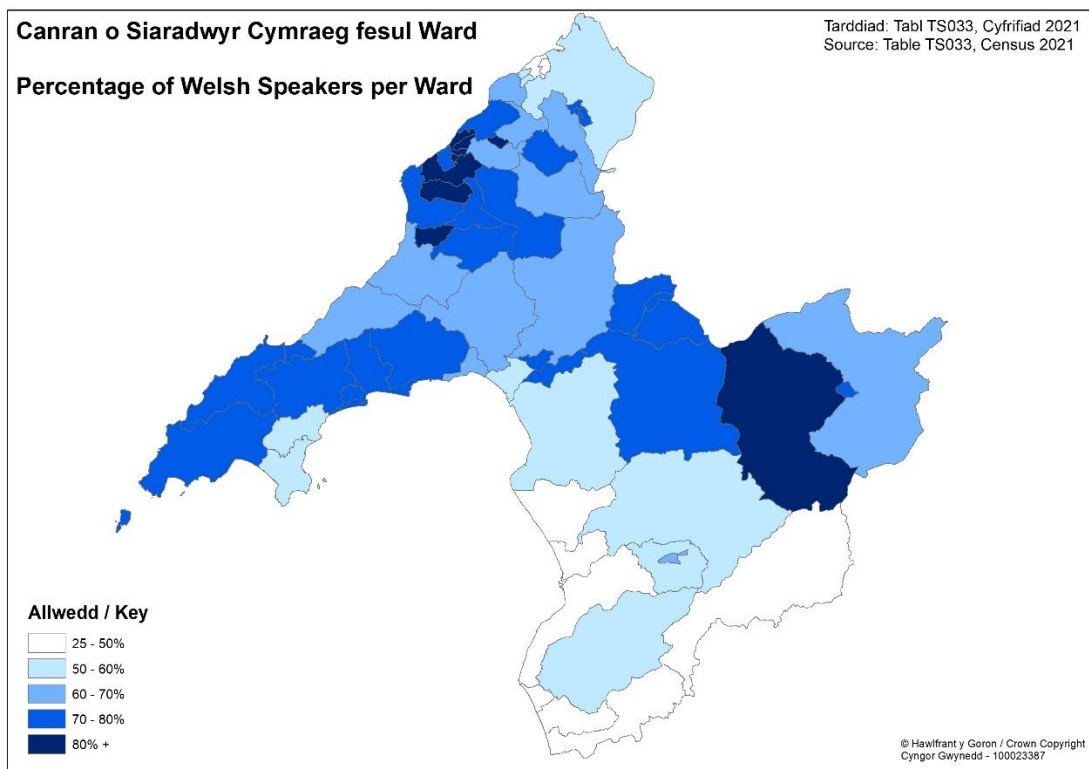 Canran o Siaradwyr Cymraeg fesul Ward
Percentage of Welsh Speakers per Ward
Tarddiad: Tabl TS033, Cyfrifiad 2021
Source: Table TS033, Census 2021
Allwedd / Key
25 - 50%
50 - 60%
60 - 70%
70 - 80%
80% +
© Hawlfraint y Goron / Crown Copyright
Cyngor Gwynedd - 100023387